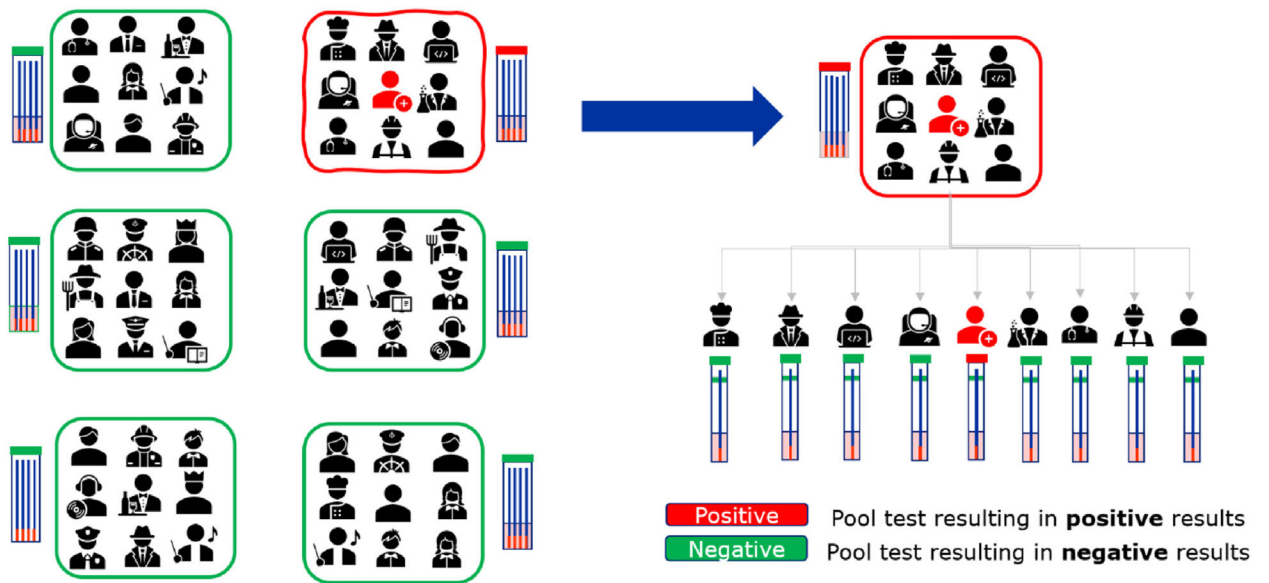 </>
</>
</>
</>
Positive Pool test resulting in positive results
Negative Pool test resulting in negative results